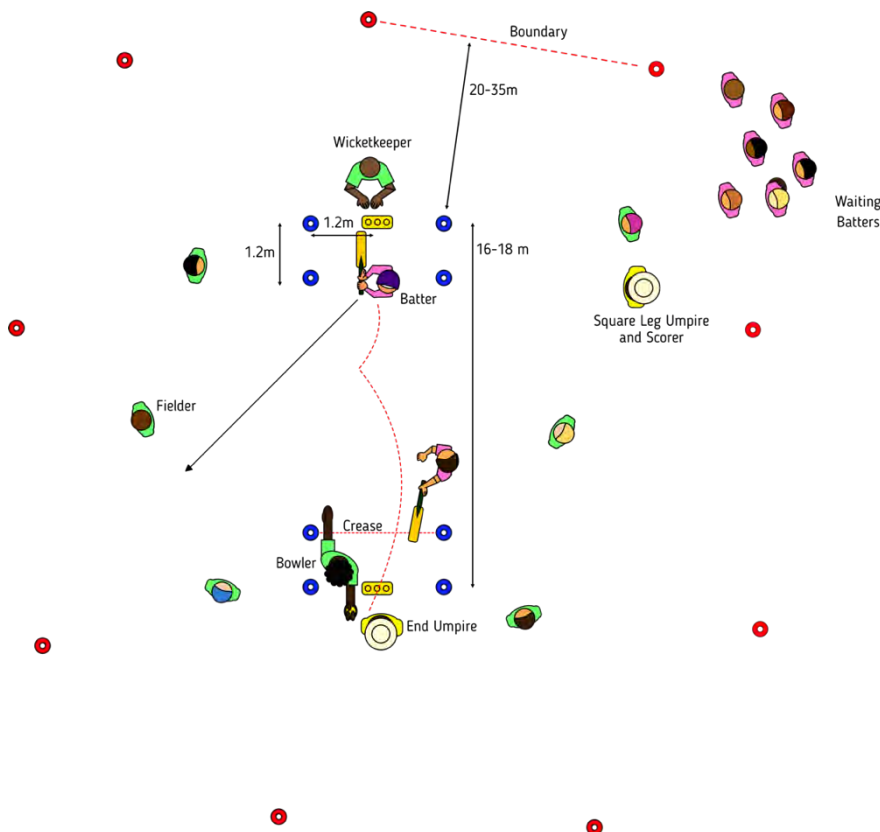 Boundary
20-35m
Wicketkeeper
Waiting
Batters
1.2m
1.2m
16-18 m
Batter
Square Leg Umpire
and Scorer
Fielder
Crease
Bowler
End Umpire